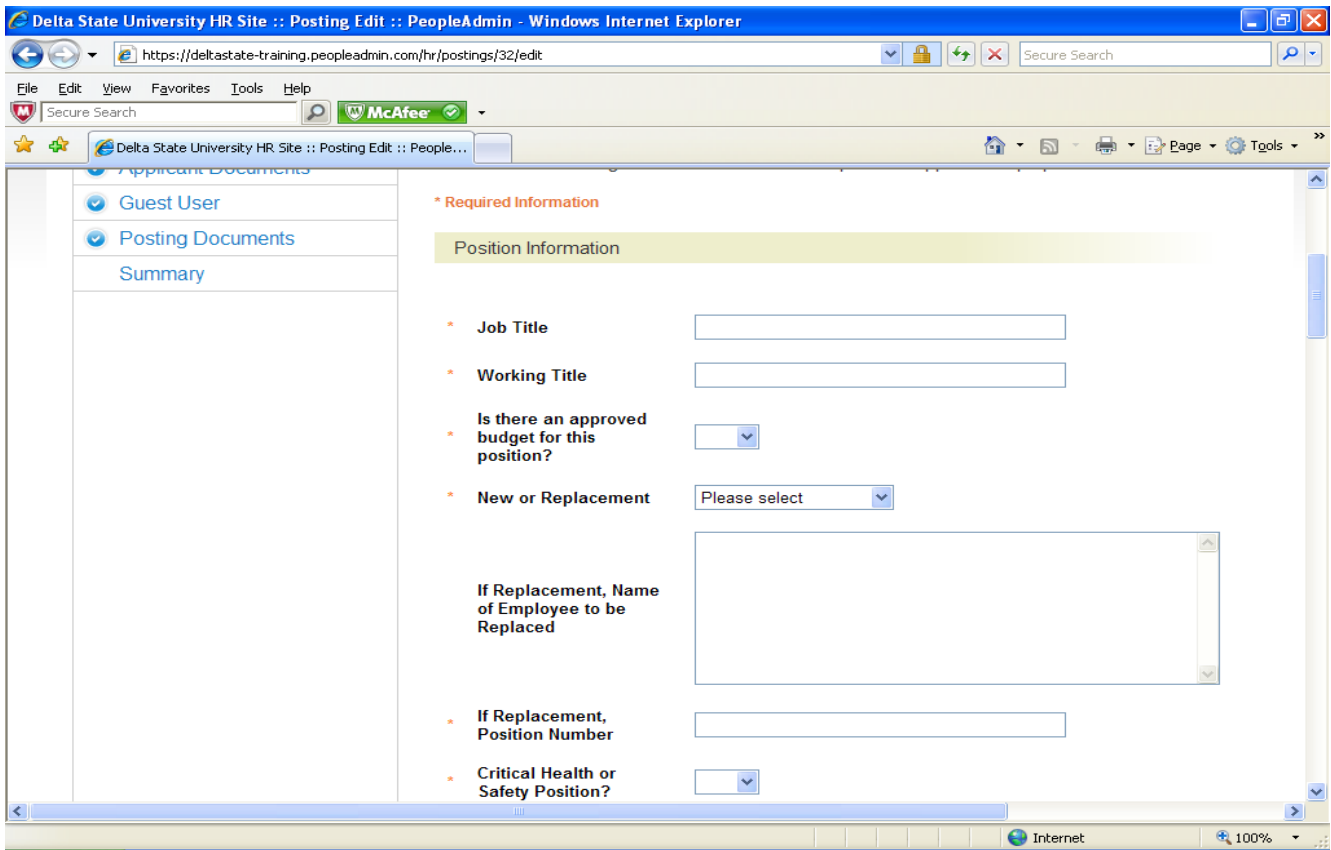 Delta State University HR Site :: Posting Edit :: PeopleAdmin - Windows Internet Explorer
https://deltastate-training.peopleadmin.com/hr/postings/32/edit
Secure Search
File Edit View Favorites Tools Help
Secure Search
McAfee
Delta State University HR Site :: Posting Edit :: People...
Page
Tools
»
Applicant Documents
Guest User
Posting Documents
Summary
* Required Information
Position Information
* Job Title
* Working Title
* Is there an approved
budget for this
position?
* New or Replacement
Please select
If Replacement, Name
of Employee to be
Replaced
* If Replacement,
Position Number
* Critical Health or
Safety Position?
Internet
100%